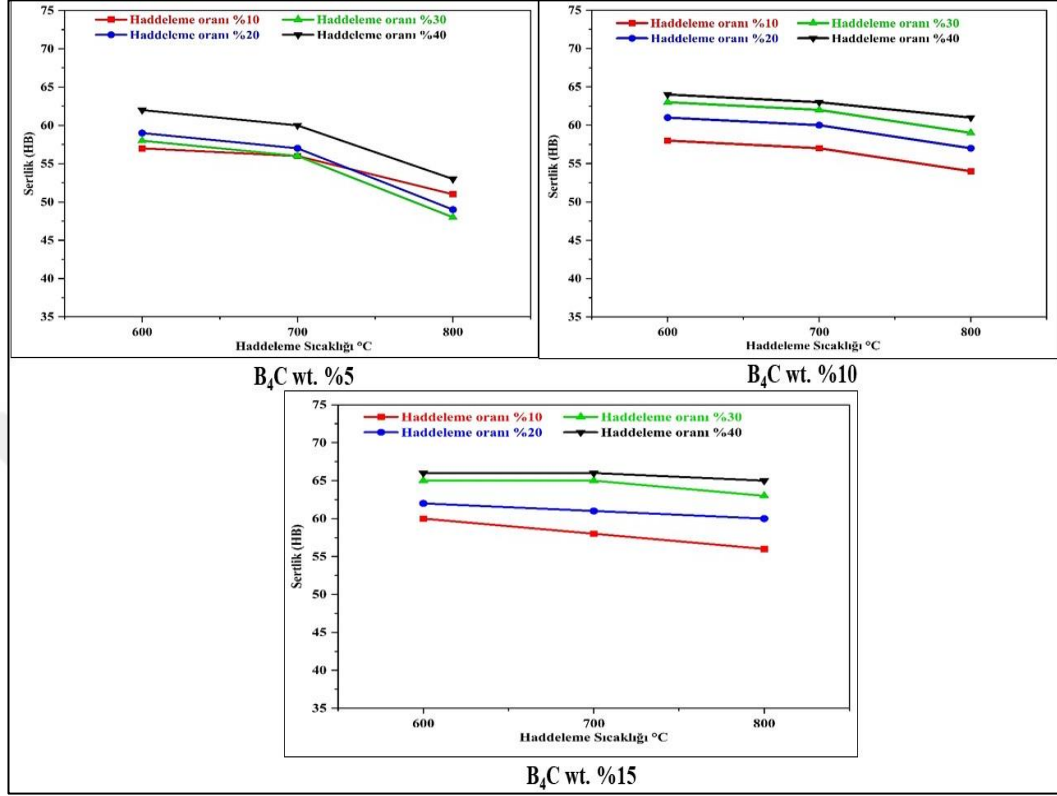 Haddeleme oranı %10 Haddeleme oranı %30
Haddeleme oranı %20 Haddeleme oranı %40
75
70
65
60
55
50
45
40
35
Sertlik (HB)
600 700 800
Haddeleme Sıcaklığı °C
B₄C wt. %5
Haddeleme oranı %10 Haddeleme oranı %30
Haddeleme oranı %20 Haddeleme oranı %40
75
70
65
60
55
50
45
40
35
Sertlik (HB)
600 700 800
Haddeleme Sıcaklığı °C
B₄C wt. %10
Haddeleme oranı %10 Haddeleme oranı %30
Haddeleme oranı %20 Haddeleme oranı %40
75
70
65
60
55
50
45
40
35
Sertlik (HB)
600 700 800
Haddeleme Sıcaklığı °C
B₄C wt. %15